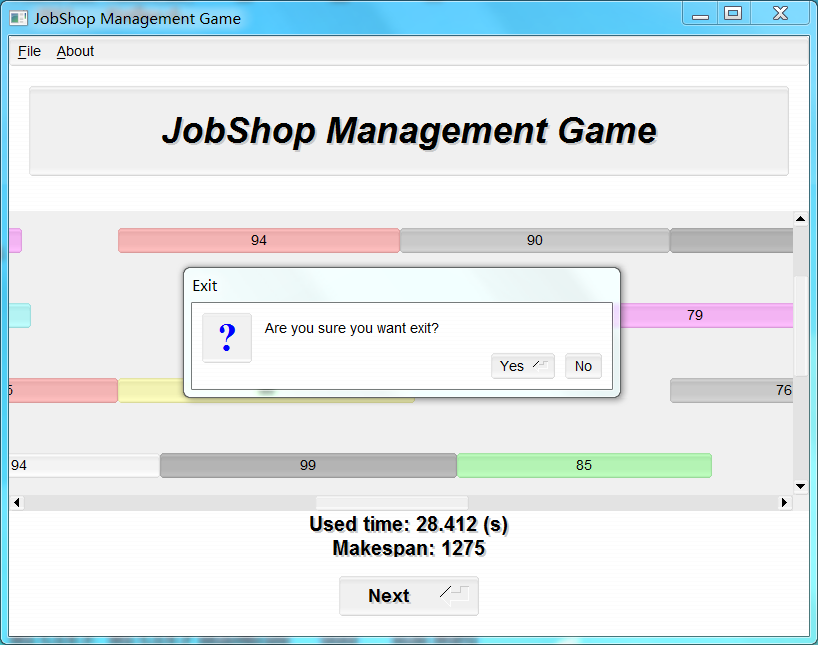 JobShop Management Game
File About
JobShop Management Game
94 90
Exit
?
Are you sure you want exit?
Yes No
79
76
94 99 85
Used time: 28.412 (s)
Makespan: 1275
Next